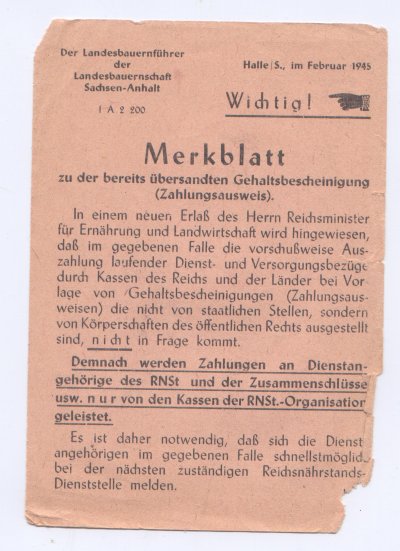 Der Landesbauernführer
der
Landesbauernschaft
Sachsen-Anhalt
I A 2 200
Halle/S., im Februar 1945
Wichtig!
Merkblatt
zu der bereits übersandten Gehaltsbescheinigung
(Zahlungsausweis).
In einem neuen Erlaß des Herrn Reichsminister
für Ernährung und Landwirtschaft wird hingewiesen,
daß im gegebenen Falle die vorschußweise Aus-
zahlung laufender Dienst- und Versorgungsbezüge
durch Kassen des Reichs und der Länder bei Vor-
lage von Gehaltsbescheinigungen (Zahlungsaus-
weisen) die nicht von staatlichen Stellen, sondern
von Körperschaften des öffentlichen Rechts ausgestellt
sind, nicht in Frage kommt.
Demnach werden Zahlungen an Dienstan-
gehörige des RNSt und der Zusammenschlüsse
usw. nur von den Kassen der RNSt.-Organisation
geleistet.
Es ist daher notwendig, daß sich die Dienst
angehörigen im gegebenen Falle schnellstmöglich
bei der nächsten zuständigen Reichsnährstands-
Dienststelle melden.